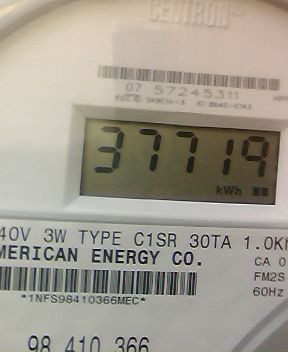 CENTRON®
07 57245311
37719
kWh
40V 3W TYPE C1SR 30TA 1.0Kh
MERICAN ENERGY CO.
CA 0
FM2S
60Hz
*1NFS98410366MEC*
98 410 366